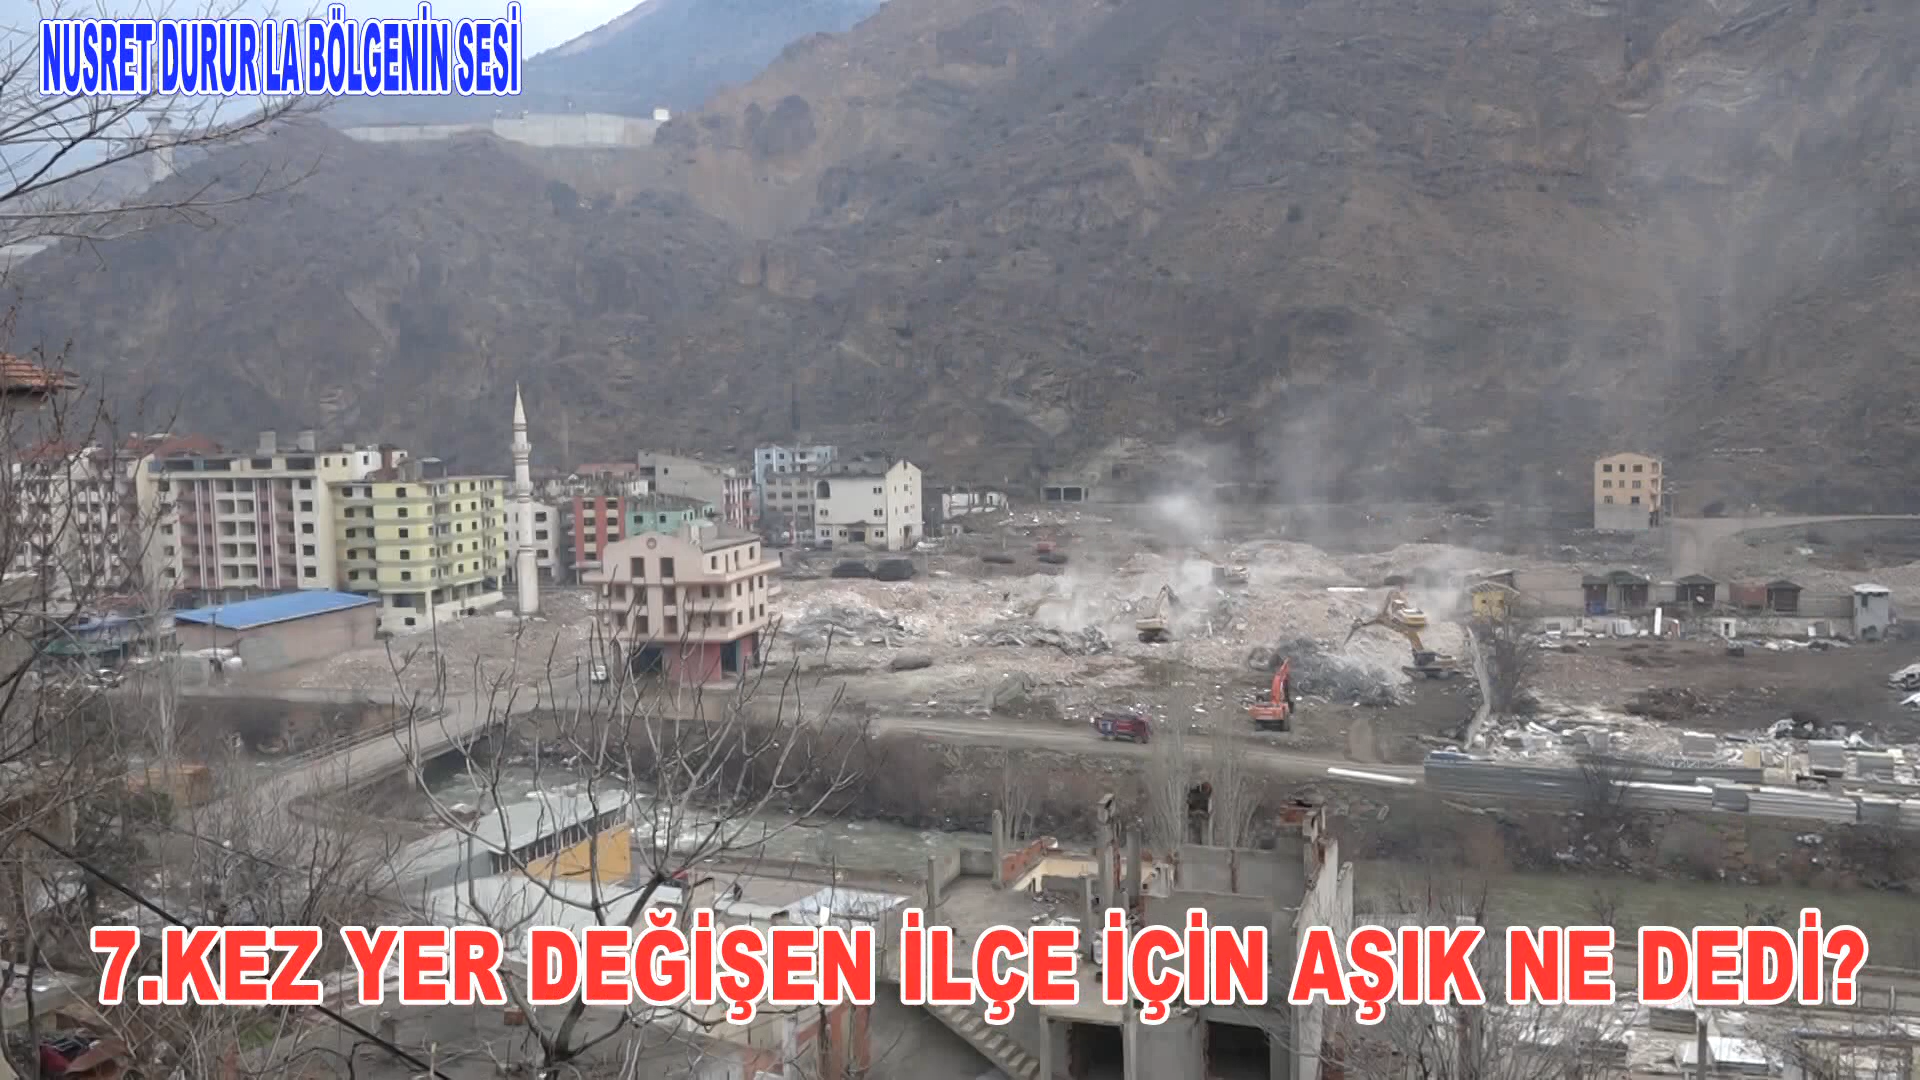 NUSRET DURUR LA BÖLGENİN SESİ
7.KEZ YER DEĞİŞEN İLÇE İÇİN AŞIK NE DEDİ?